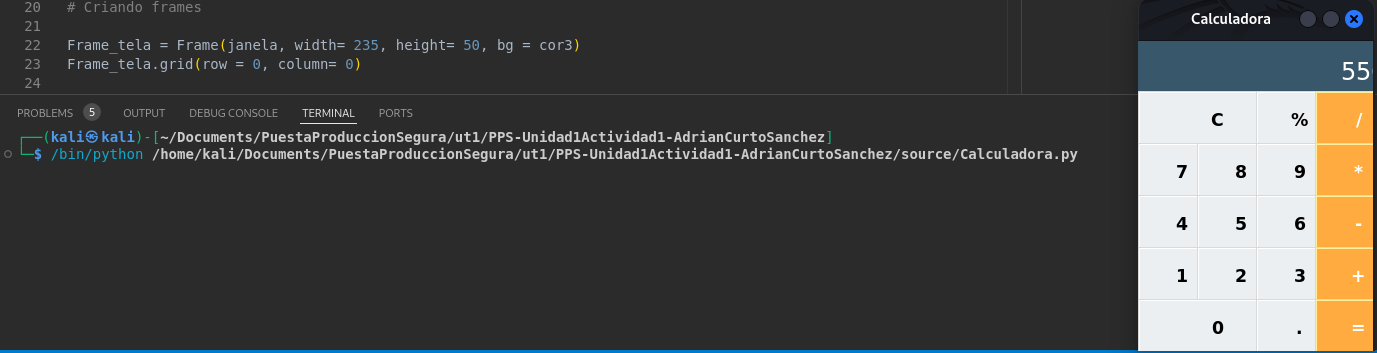 20 # Criando frames
21
22 Frame_tela = Frame(janela, width= 235, height= 50, bg = cor3)
23 Frame_tela.grid(row = 0, column= 0)
24
PROBLEMS 5 OUTPUT DEBUG CONSOLE TERMINAL PORTS
┌──(kali㉿kali)-[~/Documents/PuestaProduccionSegura/ut1/PPS-Unidad1Actividad1-AdrianCurtoSanchez]
└─$ /bin/python /home/kali/Documents/PuestaProduccionSegura/ut1/PPS-Unidad1Actividad1-AdrianCurtoSanchez/source/Calculadora.py
Calculadora
55
C % /
7 8 9 *
4 5 6 -
1 2 3 +
0 . =